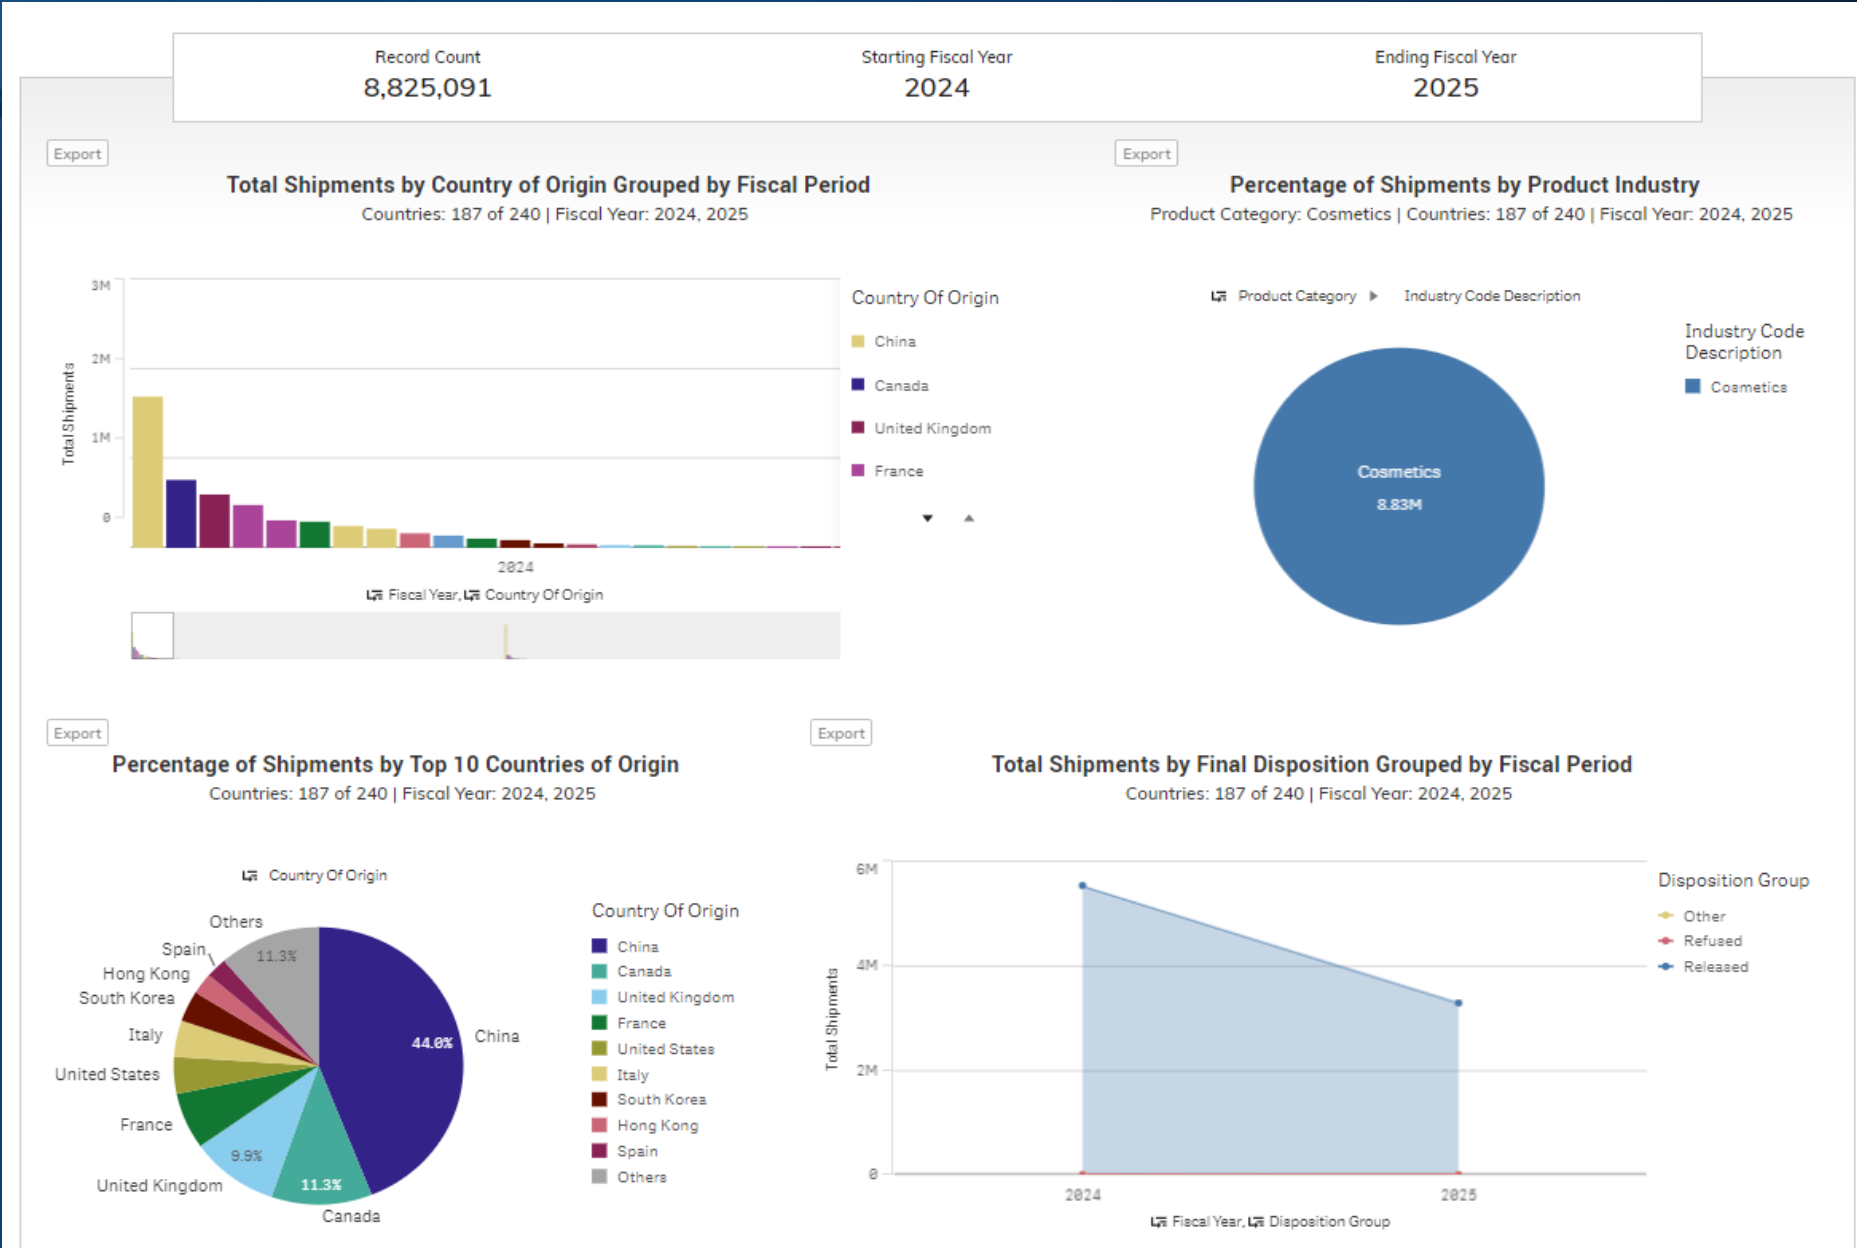 Record Count
8,825,091
Starting Fiscal Year
2024
Ending Fiscal Year
2025
Export
Total Shipments by Country of Origin Grouped by Fiscal Period
Countries: 187 of 240 | Fiscal Year: 2024, 2025
Total Shipments
3M
2M
1M
0
2024
Fiscal Year, Country Of Origin
Country Of Origin
China
Canada
United Kingdom
France
Export
Percentage of Shipments by Product Industry
Product Category: Cosmetics | Countries: 187 of 240 | Fiscal Year: 2024, 2025
Product Category Industry Code Description
Cosmetics
8.83M
Industry Code
Description
Cosmetics
Export
Percentage of Shipments by Top 10 Countries of Origin
Countries: 187 of 240 | Fiscal Year: 2024, 2025
Country Of Origin
Others
11.3%
Spain
Hong Kong
South Korea
Italy
United States
France
United Kingdom
9.9%
Canada
11.3%
China
44.0%
Country Of Origin
China
Canada
United Kingdom
France
United States
Italy
South Korea
Hong Kong
Spain
Others
Export
Total Shipments by Final Disposition Grouped by Fiscal Period
Countries: 187 of 240 | Fiscal Year: 2024, 2025
Total Shipments
6M
4M
2M
0
2024
2025
Fiscal Year, Disposition Group
Disposition Group
Other
Refused
Released